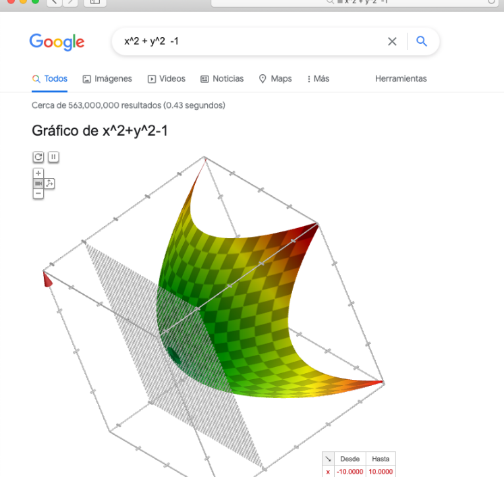 Google
x^2 + y^2 -1
Todos Imágenes Videos Noticias Maps Más Herramientas
Cerca de 563,000,000 resultados (0.43 segundos)
Gráfico de x^2+y^2-1
Desde Hasta
x -10.0000 10.0000